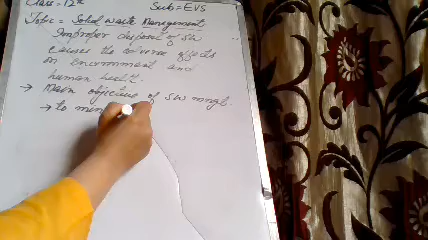 Class = 12th Sub = EVS
Topic = Solid waste Management
Improper disposal of SW
causes the adverse effects
on environment and
human health.
→ Main objective of SW mngt.
→ to min